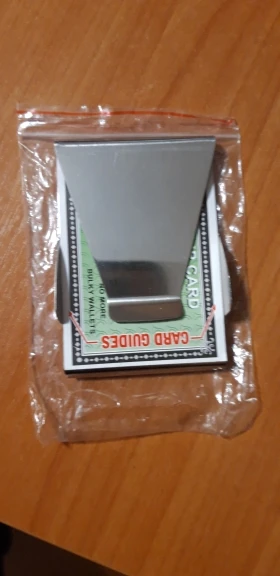 CARD GUIDES
NO MORE
BULKY WALLETS
CARD